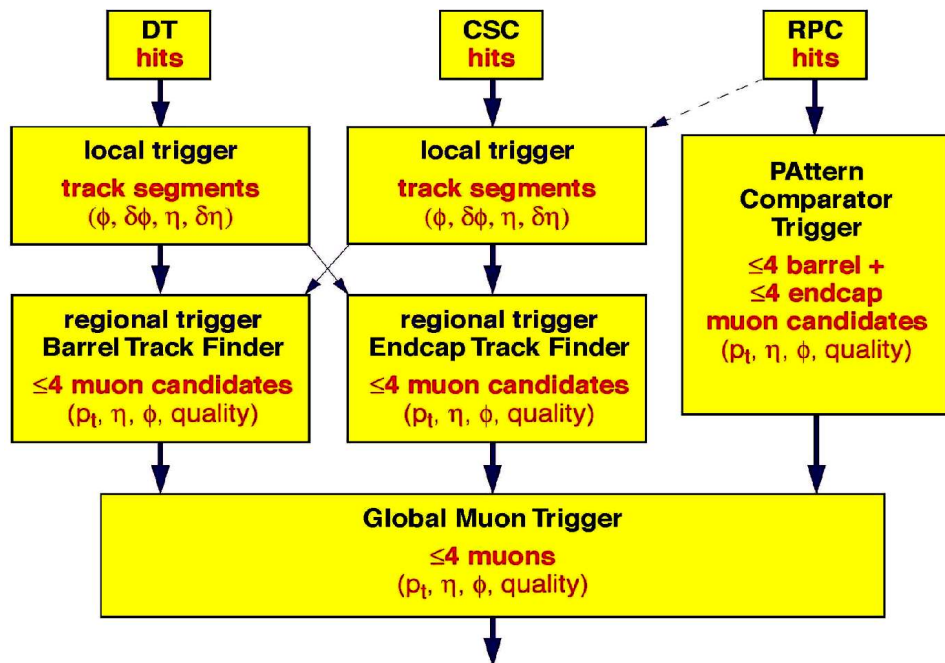 DT
hits
CSC
hits
RPC
hits
local trigger
track segments
(ϕ, δϕ, η, δη)
local trigger
track segments
(ϕ, δϕ, η, δη)
PAttern
Comparator
Trigger
≤4 barrel +
≤4 endcap
muon candidates
(pt, η, ϕ, quality)
regional trigger
Barrel Track Finder
≤4 muon candidates
(pt, η, ϕ, quality)
regional trigger
Endcap Track Finder
≤4 muon candidates
(pt, η, ϕ, quality)
Global Muon Trigger
≤4 muons
(pt, η, ϕ, quality)